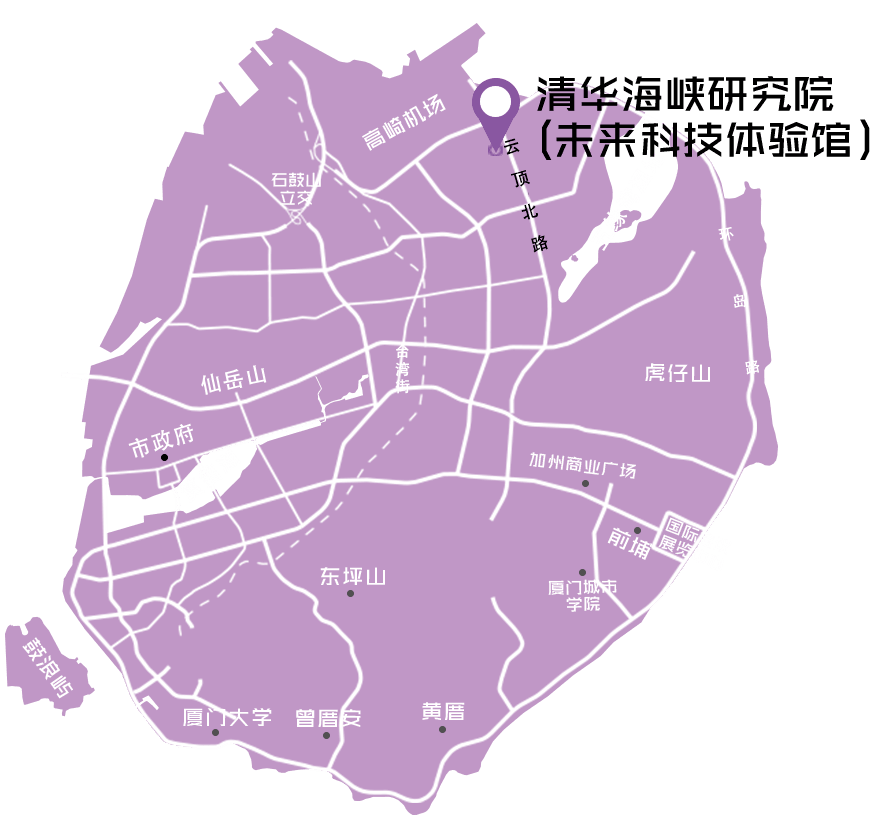 清华海峡研究院
(未来科技体验馆)
高崎机场
云顶北路
石鼓山
立交
环岛路
台湾街
虎仔山
仙岳山
市政府
加州商业广场
国际
展览
前埔
东坪山
厦门城市
学院
鼓浪屿
厦门大学
曾厝安
黄厝